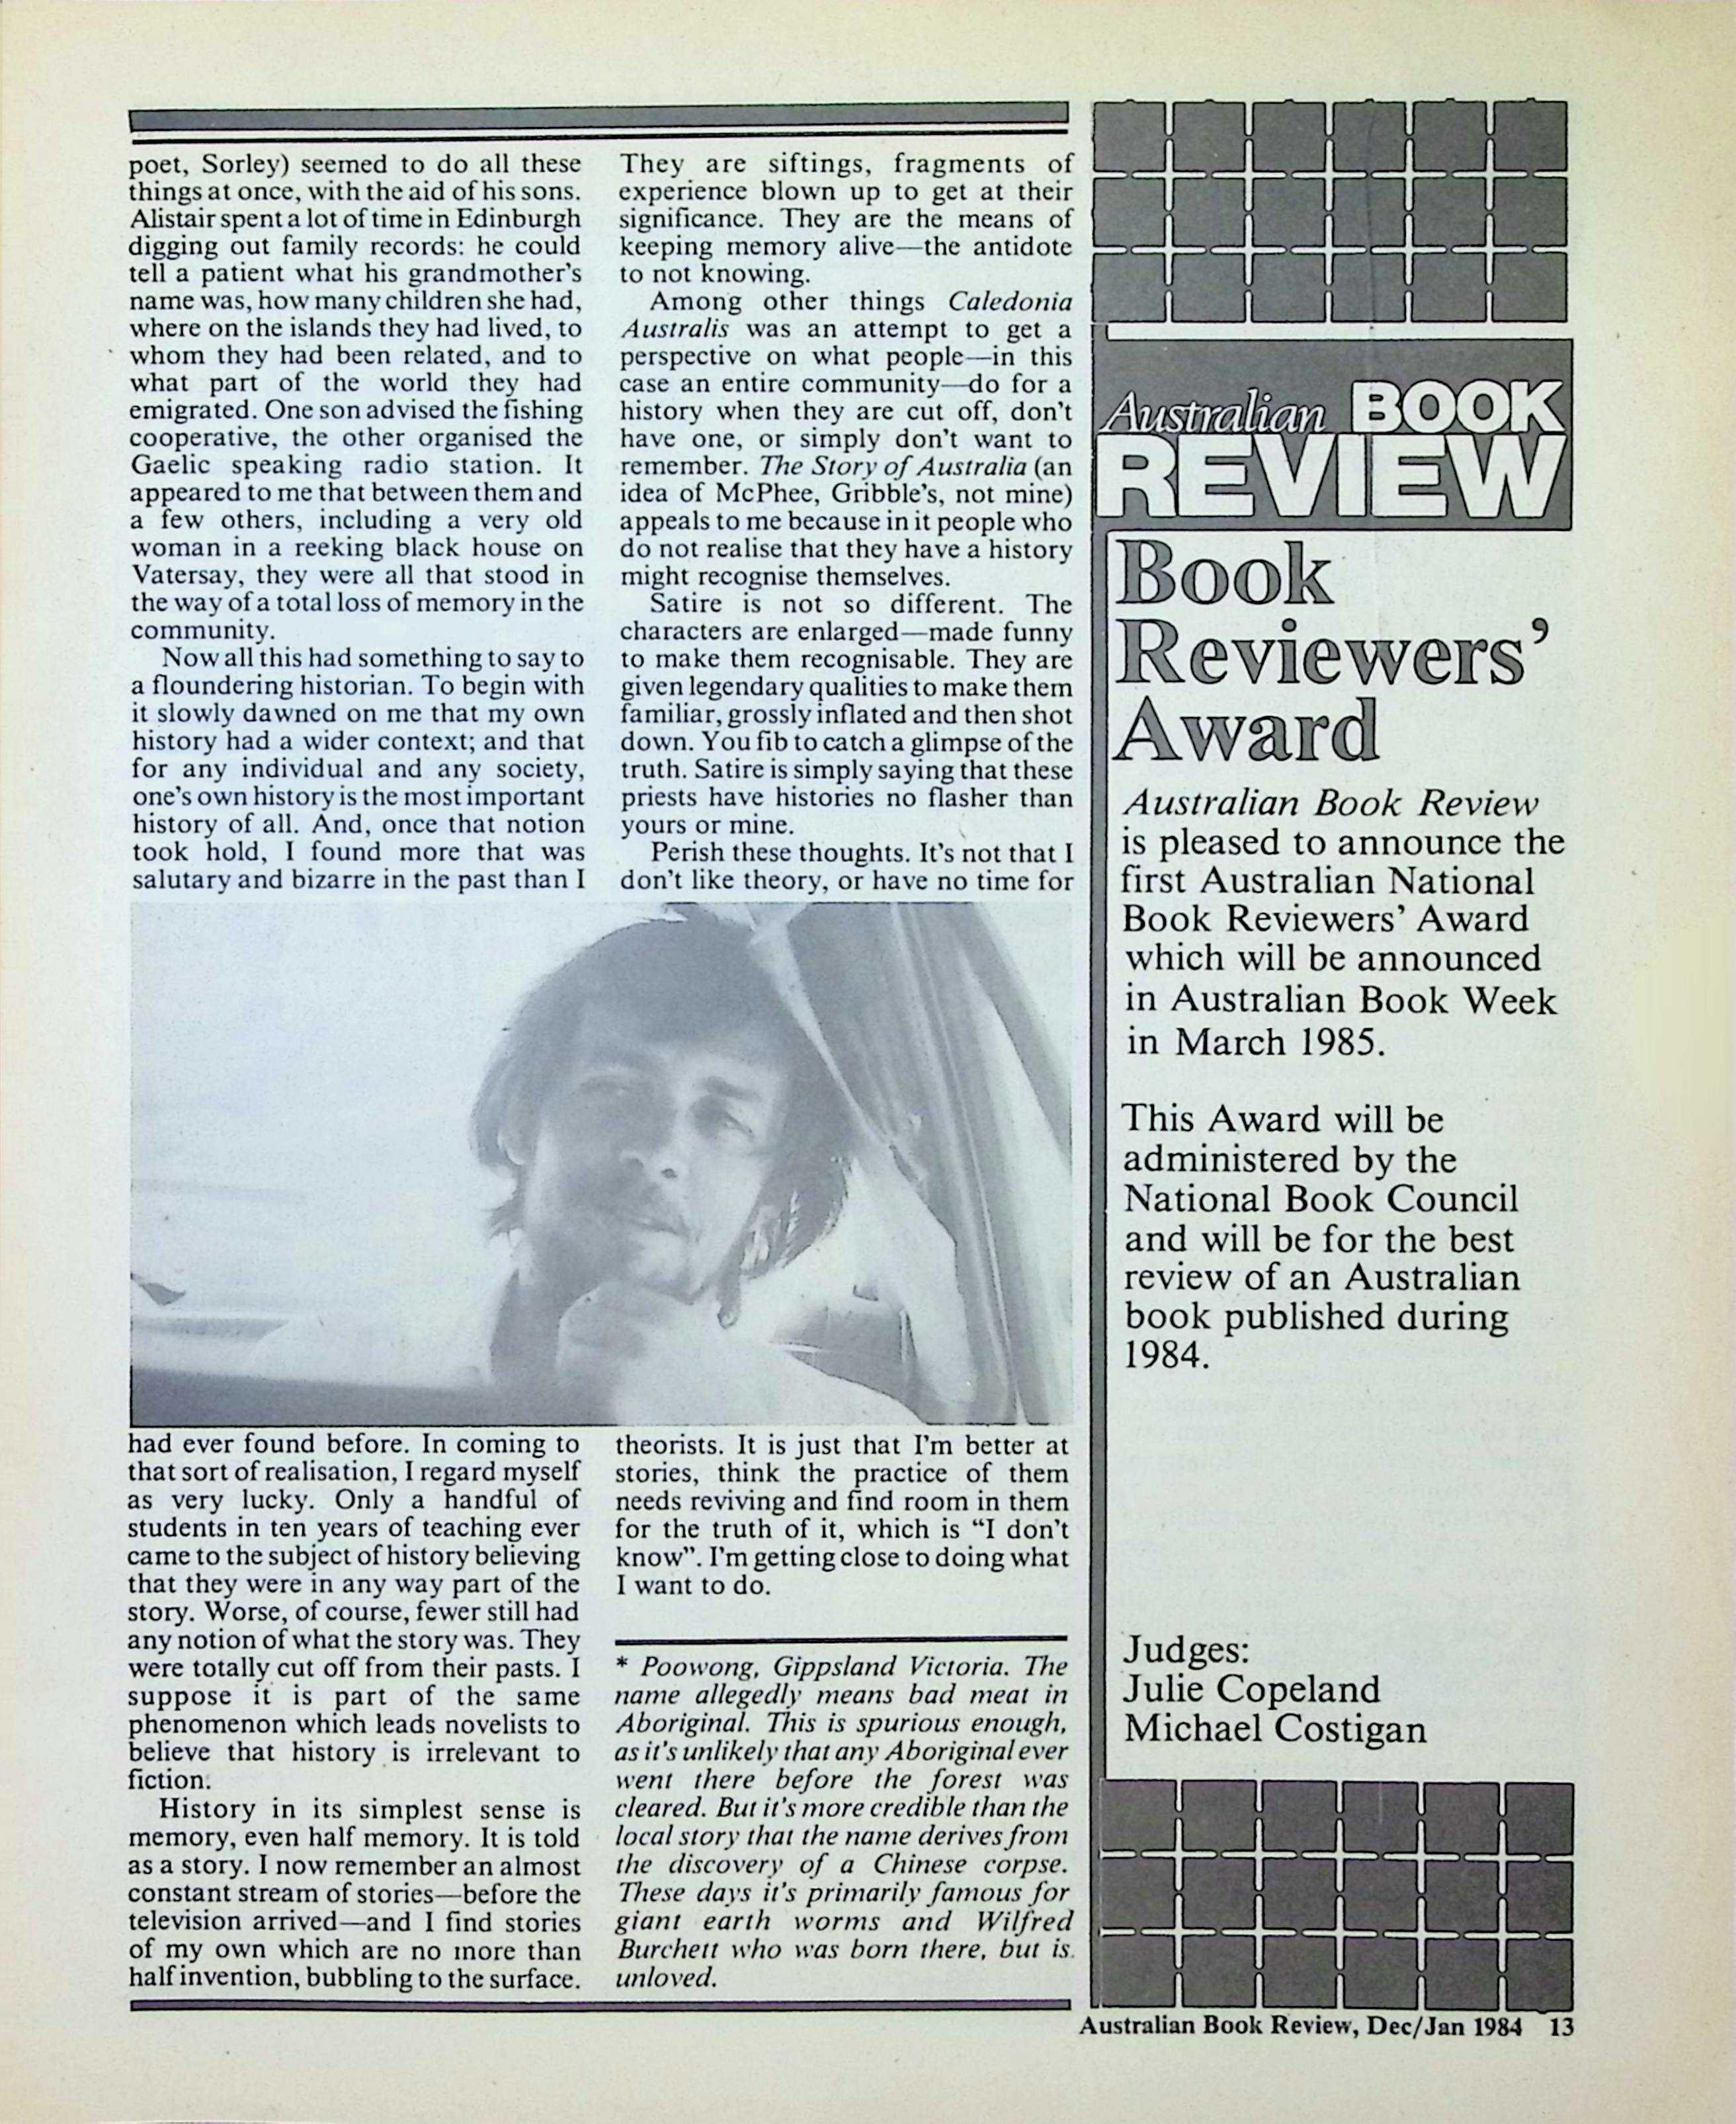 poet, Sorley) seemed to do all these
things at once, with the aid of his sons.
Alistair spent a lot of time in Edinburgh
digging out family records: he could
tell a patient what his grandmother's
name was, how many children she had,
where on the islands they had lived, to
whom they had been related, and to
what part of the world they had
emigrated. One son advised the fishing
cooperative, the other organised the
Gaelic speaking radio station. It
appeared to me that between them and
a few others, including a very old
woman in a reeking black house on
Vatersay, they were all that stood in
the way of a total loss of memory in the
community.
Now all this had something to say to
a floundering historian. To begin with
it slowly dawned on me that my own
history had a wider context; and that
for any individual and any society,
one's own history is the most important
history of all. And, once that notion
took hold, I found more that was
salutary and bizarre in the past than I
had ever found before. In coming to
that sort of realisation, I regard myself
as very lucky. Only a handful of
students in ten years of teaching ever
came to the subject of history believing
that they were in any way part of the
story. Worse, of course, fewer still had
any notion of what the story was. They
were totally cut off from their pasts. I
suppose it is part of the same
phenomenon which leads novelists to
believe that history is irrelevant to
fiction.
History in its simplest sense is
memory, even half memory. It is told
as a story. I now remember an almost
constant stream of stories—before the
television arrived—and I find stories
of my own which are no more than
half invention, bubbling to the surface.
They are siftings, fragments of
experience blown up to get at their
significance. They are the means of
keeping memory alive—the antidote
to not knowing.
Among other things Caledonia
Australis was an attempt to get a
perspective on what people—in this
case an entire community—do for a
history when they are cut off, don't
have one, or simply don't want to
remember. The Story of Australia (an
idea of McPhee, Gribble's, not mine)
appeals to me because in it people who
do not realise that they have a history
might recognise themselves.
Satire is not so different. The
characters are enlarged—made funny
to make them recognisable. They are
given legendary qualities to make them
familiar, grossly inflated and then shot
down. You fib to catch a glimpse of the
truth. Satire is simply saying that these
priests have histories no flasher than
yours or mine.
Perish these thoughts. It's not that I
don't like theory, or have no time for
theorists. It is just that I'm better at
stories, think the practice of them
needs reviving and find room in them
for the truth of it, which is “I don't
know”. I'm getting close to doing what
I want to do.
* Poowong, Gippsland Victoria. The
name allegedly means bad meat in
Aboriginal. This is spurious enough,
as it's unlikely that any Aboriginal ever
went there before the forest was
cleared. But it's more credible than the
local story that the name derives from
the discovery of a Chinese corpse.
These days it's primarily famous for
giant earth worms and Wilfred
Burchett who was born there, but is
unloved.
Australian BOOK
REVIEW
Book
Reviewers’
Award
Australian Book Review
is pleased to announce the
first Australian National
Book Reviewers’ Award
which will be announced
in Australian Book Week
in March 1985.
This Award will be
administered by the
National Book Council
and will be for the best
review of an Australian
book published during
1984.
Judges:
Julie Copeland
Michael Costigan
Australian Book Review, Dec/Jan 1984 13